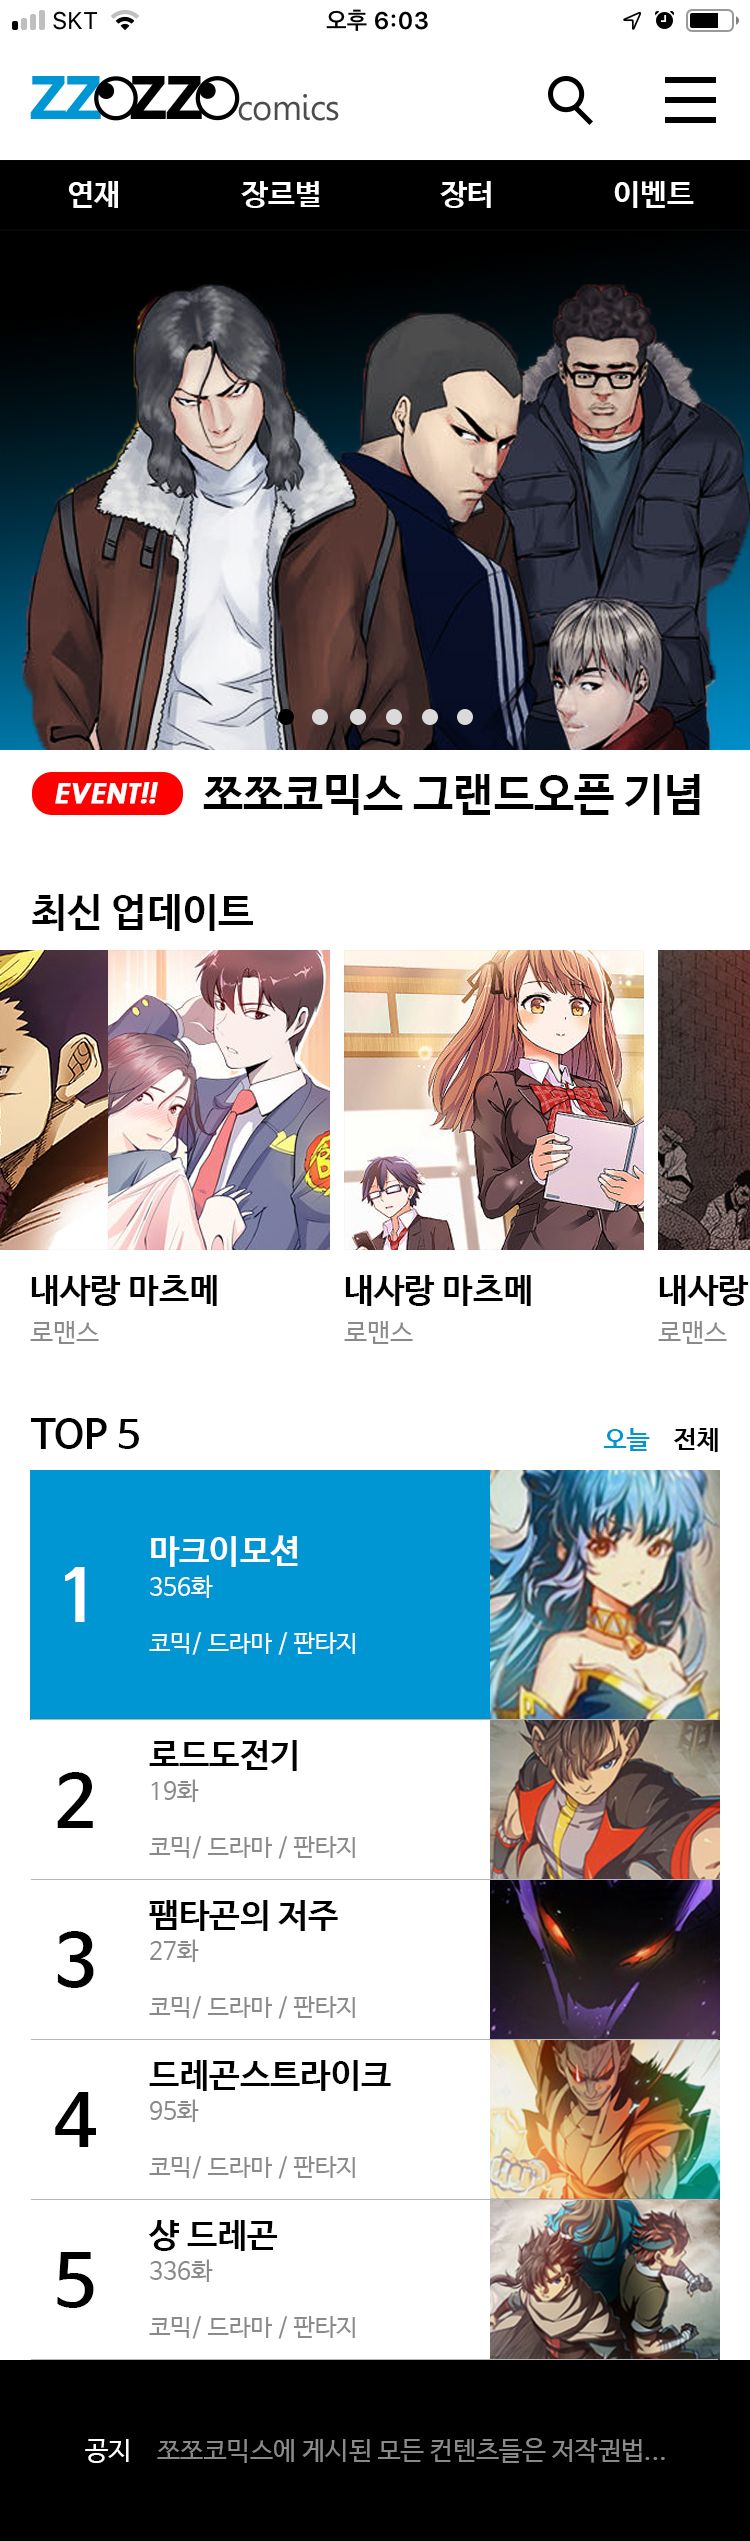 SKT 오후 6:03
ZZOZZOcomics
연재 장르별 장터 이벤트
EVENT!! 쪼쪼코믹스 그랜드오픈 기념
최신 업데이트
내사랑 마츠메 내사랑 마츠메 내사랑
로맨스 로맨스 로맨스
TOP 5 오늘 전체
1 마크이모션
356화
코믹/ 드라마 / 판타지
2 로드도전기
19화
코믹/ 드라마 / 판타지
3 팸타곤의 저주
27화
코믹/ 드라마 / 판타지
4 드레곤스트라이크
95화
코믹/ 드라마 / 판타지
5 샹 드레곤
336화
코믹/ 드라마 / 판타지
공지 쪼쪼코믹스에 게시된 모든 컨텐츠들은 저작권법...